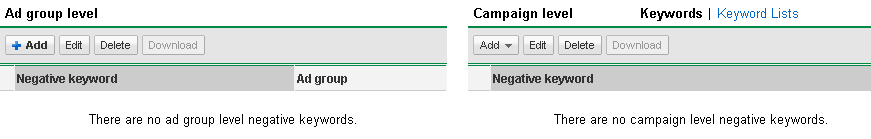 Ad group level
Add Edit Delete Download
Negative keyword Ad group
There are no ad group level negative keywords.
Campaign level Keywords | Keyword Lists
Add Edit Delete Download
Negative keyword
There are no campaign level negative keywords.